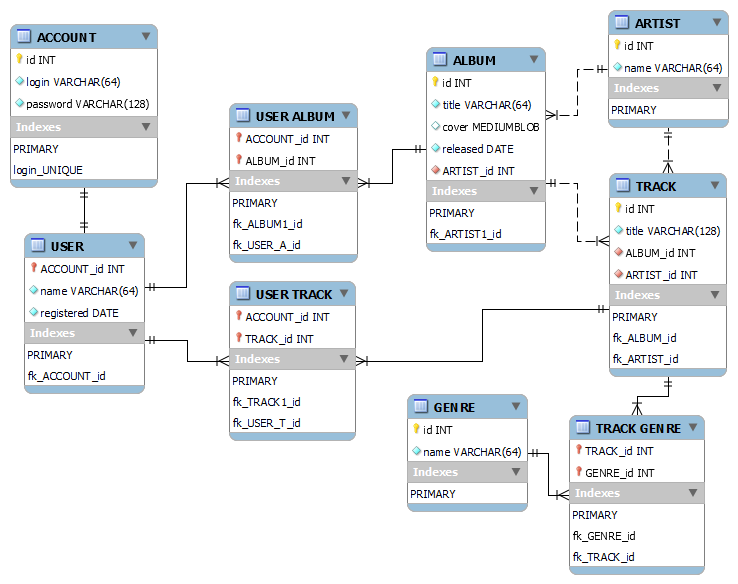 ACCOUNT
id INT
login VARCHAR(64)
password VARCHAR(128)
Indexes
PRIMARY
login_UNIQUE
USER
ACCOUNT_id INT
name VARCHAR(64)
registered DATE
Indexes
PRIMARY
fk_ACCOUNT_id
USER ALBUM
ACCOUNT_id INT
ALBUM_id INT
Indexes
PRIMARY
fk_ALBUM1_id
fk_USER_A_id
USER TRACK
ACCOUNT_id INT
TRACK_id INT
Indexes
PRIMARY
fk_TRACK1_id
fk_USER_T_id
ALBUM
id INT
title VARCHAR(64)
cover MEDIUMBLOB
released DATE
ARTIST_id INT
Indexes
PRIMARY
fk_ARTIST1_id
GENRE
id INT
name VARCHAR(64)
Indexes
PRIMARY
ARTIST
id INT
name VARCHAR(64)
Indexes
PRIMARY
TRACK
id INT
title VARCHAR(128)
ALBUM_id INT
ARTIST_id INT
Indexes
PRIMARY
fk_ALBUM_id
fk_ARTIST_id
TRACK GENRE
TRACK_id INT
GENRE_id INT
Indexes
PRIMARY
fk_GENRE_id
fk_TRACK_id